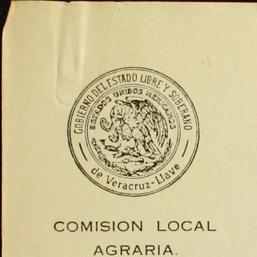 GOBIERNO DEL ESTADO LIBRE Y SOBERANO
ESTADOS UNIDOS MEXICANOS
de Veracruz-Llave
COMISION LOCAL
AGRARIA.